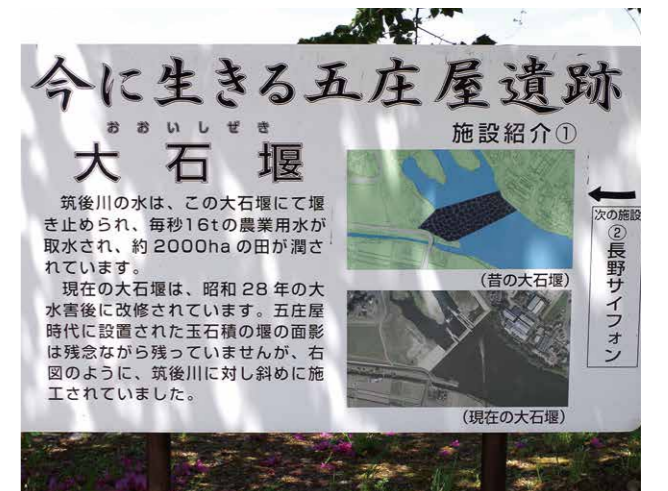 今に生きる五庄屋遺跡
おおいしぜき
大石堰
施設紹介①
筑後川の水は、この大石堰にて堰
き止められ、毎秒16tの農業用水が
取水され、約2000haの田が潤さ
れています。
現在の大石堰は、昭和28年の大
水害後に改修されています。五庄屋
時代に設置された玉石積の堰の面影
は残念ながら残っていませんが、右
図のように、筑後川に対し斜めに施
工されていました。
(昔の大石堰)
(現在の大石堰)
次の施設
②長野サイフォン